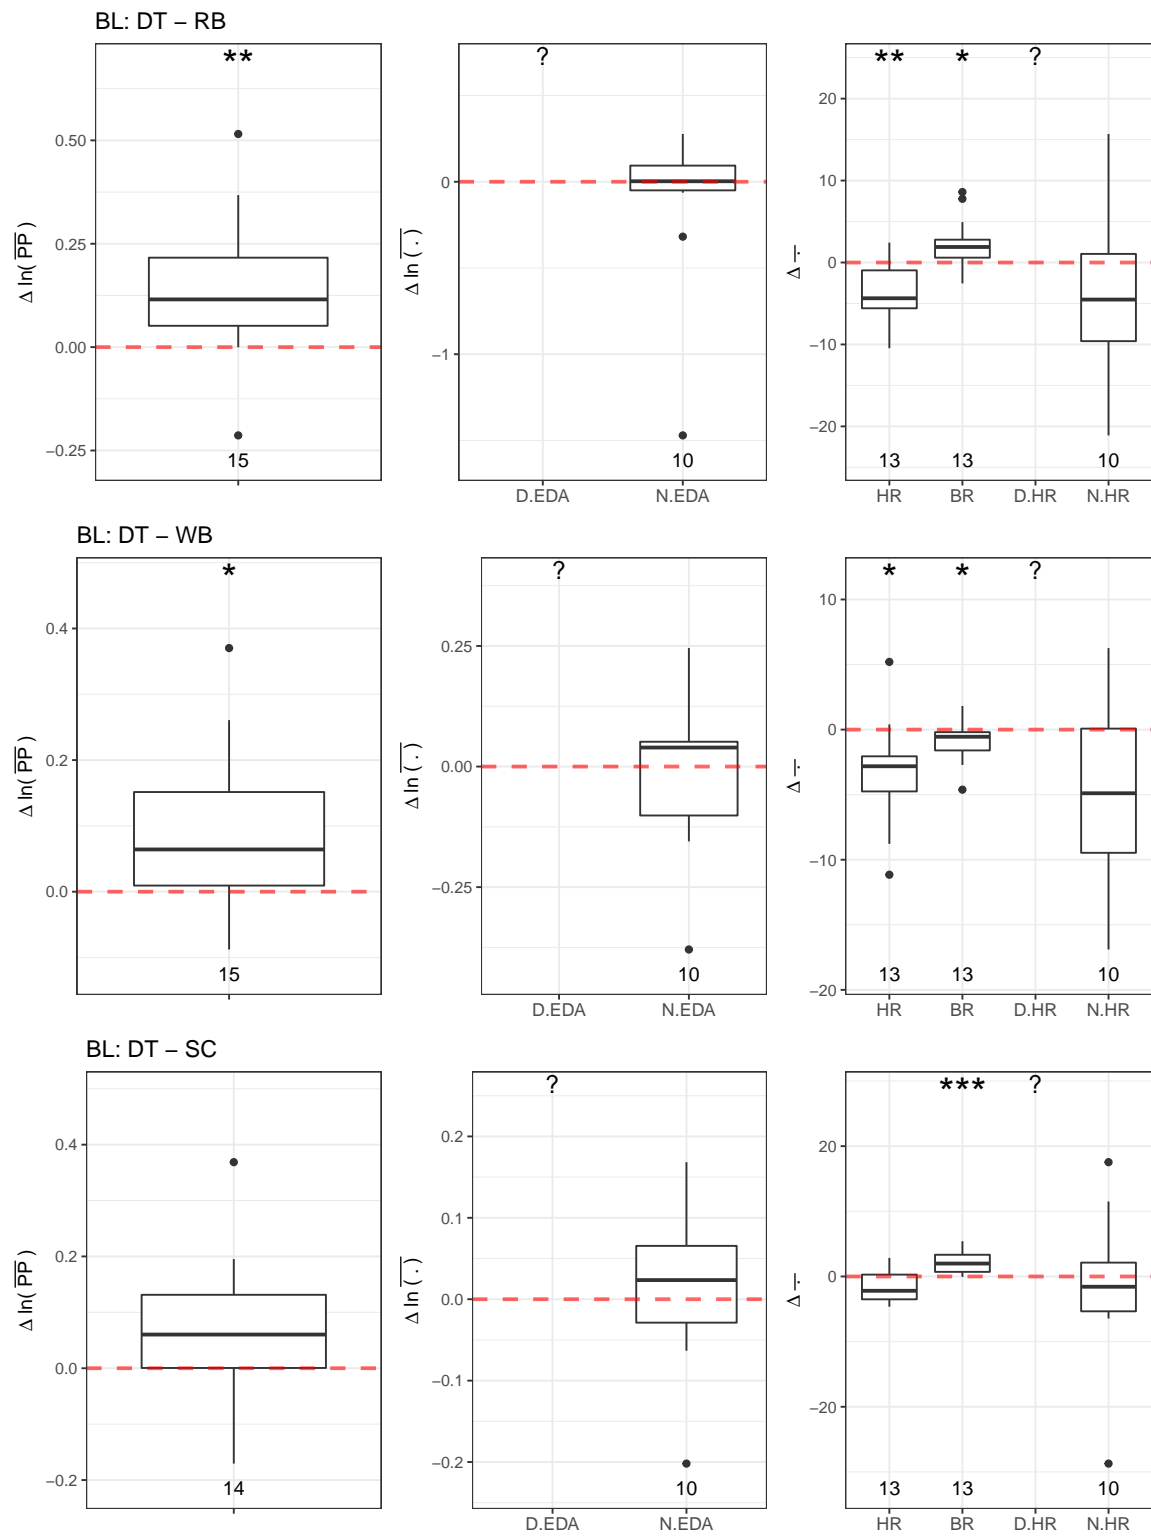 BL: DT − RB
** ? ** * ?
0.50
0.25
0.00
−0.25
Δ ln( PP )
15
0
−1
Δ ln ( . )
10
D.EDA N.EDA
20
10
0
−10
−20
Δ .
13 13 10
HR BR D.HR N.HR
BL: DT − WB
* ? * * ?
0.4
0.2
0.0
Δ ln( PP )
15
0.25
0.00
−0.25
Δ ln ( . )
10
D.EDA N.EDA
10
0
−10
−20
Δ .
13 13 10
HR BR D.HR N.HR
BL: DT − SC
? *** ?
0.4
0.2
0.0
−0.2
Δ ln( PP )
14
0.2
0.1
0.0
−0.1
−0.2
Δ ln ( . )
10
D.EDA N.EDA
20
0
−20
Δ .
13 13 10
HR BR D.HR N.HR